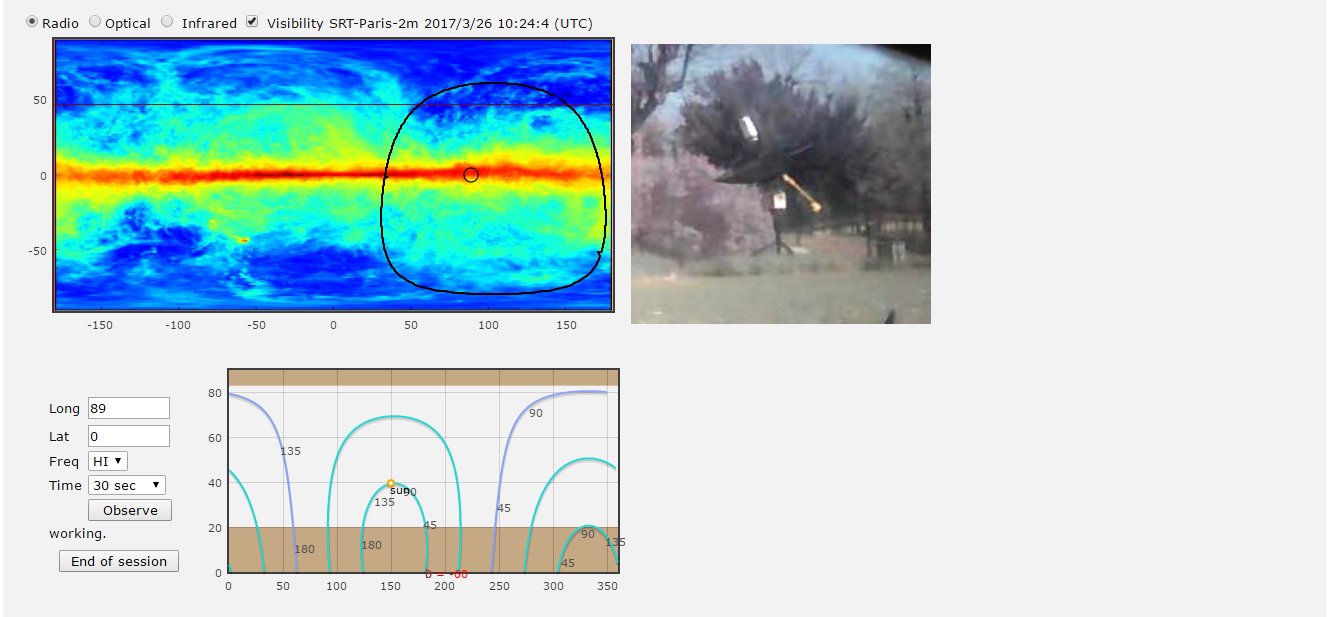 Radio Optical Infrared Visibility SRT-Paris-2m 2017/3/26 10:24:4 (UTC)
50
0
-50
-150 -100 -50 0 50 100 150
Long 89
Lat 0
Freq HI
Time 30 sec
Observe
working.
End of session
80
60
40
20
0
0 50 100 150 200 250 300 350
90
135
45
sun
90
135
45
180
180
90
135
45